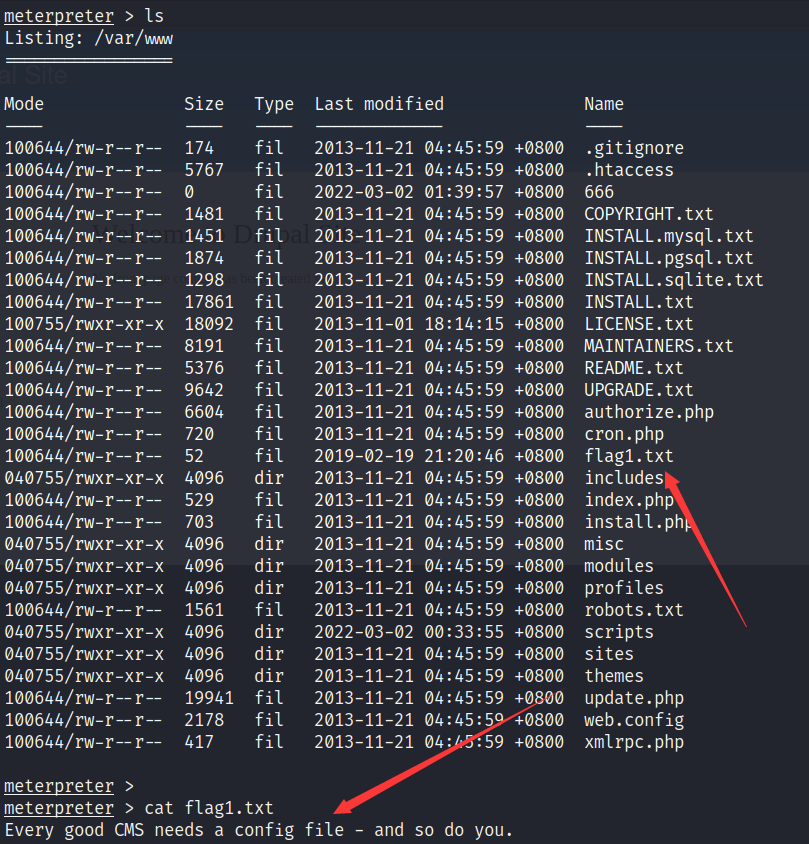 meterpreter > ls
Listing: /var/www
=================
al Site
Mode Size Type Last modified Name
---- ---- ---- ------------- ----
100644/rw-r--r-- 174 fil 2013-11-21 04:45:59 +0800 .gitignore
100644/rw-r--r-- 5767 fil 2013-11-21 04:45:59 +0800 .htaccess
100644/rw-r--r-- 0 fil 2022-03-02 01:39:57 +0800 666
100644/rw-r--r-- 1481 fil 2013-11-21 04:45:59 +0800 COPYRIGHT.txt
100644/rw-r--r-- 1451 fil 2013-11-21 04:45:59 +0800 INSTALL.mysql.txt
100644/rw-r--r-- 1874 fil 2013-11-21 04:45:59 +0800 INSTALL.pgsql.txt
100644/rw-r--r-- 1298 fil 2013-11-21 04:45:59 +0800 INSTALL.sqlite.txt
100644/rw-r--r-- 17861 fil 2013-11-21 04:45:59 +0800 INSTALL.txt
100755/rwxr-xr-x 18092 fil 2013-11-01 18:14:15 +0800 LICENSE.txt
100644/rw-r--r-- 8191 fil 2013-11-21 04:45:59 +0800 MAINTAINERS.txt
100644/rw-r--r-- 5376 fil 2013-11-21 04:45:59 +0800 README.txt
100644/rw-r--r-- 9642 fil 2013-11-21 04:45:59 +0800 UPGRADE.txt
100644/rw-r--r-- 6604 fil 2013-11-21 04:45:59 +0800 authorize.php
100644/rw-r--r-- 720 fil 2013-11-21 04:45:59 +0800 cron.php
100644/rw-r--r-- 52 fil 2019-02-19 21:20:46 +0800 flag1.txt
040755/rwxr-xr-x 4096 dir 2013-11-21 04:45:59 +0800 includes
100644/rw-r--r-- 529 fil 2013-11-21 04:45:59 +0800 index.php
100644/rw-r--r-- 703 fil 2013-11-21 04:45:59 +0800 install.php
040755/rwxr-xr-x 4096 dir 2013-11-21 04:45:59 +0800 misc
040755/rwxr-xr-x 4096 dir 2013-11-21 04:45:59 +0800 modules
040755/rwxr-xr-x 4096 dir 2013-11-21 04:45:59 +0800 profiles
100644/rw-r--r-- 1561 fil 2013-11-21 04:45:59 +0800 robots.txt
040755/rwxr-xr-x 4096 dir 2022-03-02 00:33:55 +0800 scripts
040755/rwxr-xr-x 4096 dir 2013-11-21 04:45:59 +0800 sites
040755/rwxr-xr-x 4096 dir 2013-11-21 04:45:59 +0800 themes
100644/rw-r--r-- 19941 fil 2013-11-21 04:45:59 +0800 update.php
100644/rw-r--r-- 2178 fil 2013-11-21 04:45:59 +0800 web.config
100644/rw-r--r-- 417 fil 2013-11-21 04:45:59 +0800 xmlrpc.php
meterpreter >
meterpreter > cat flag1.txt
Every good CMS needs a config file - and so do you.